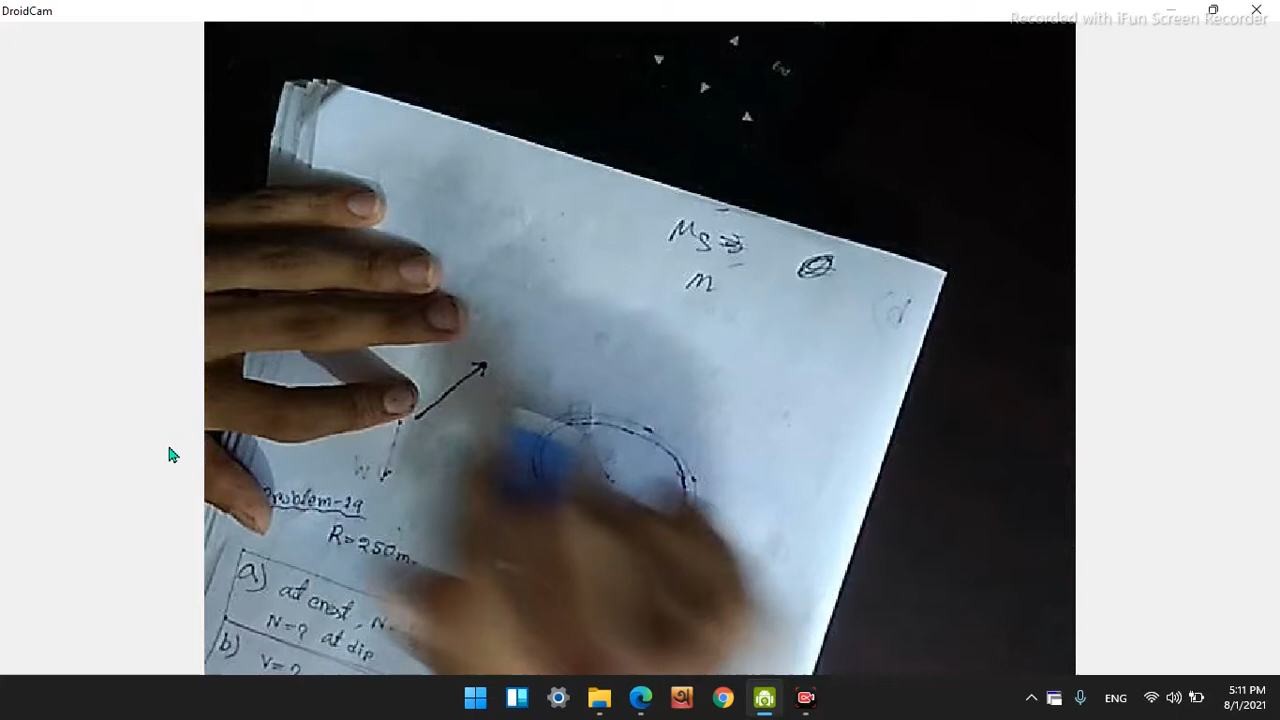 DroidCam
Recorded with iFun Screen Recorder
μs
n
W
Problem-19
R=250m
a) at crest, N=
N=? at dip
b) V=?
ENG
5:11 PM
8/1/2021